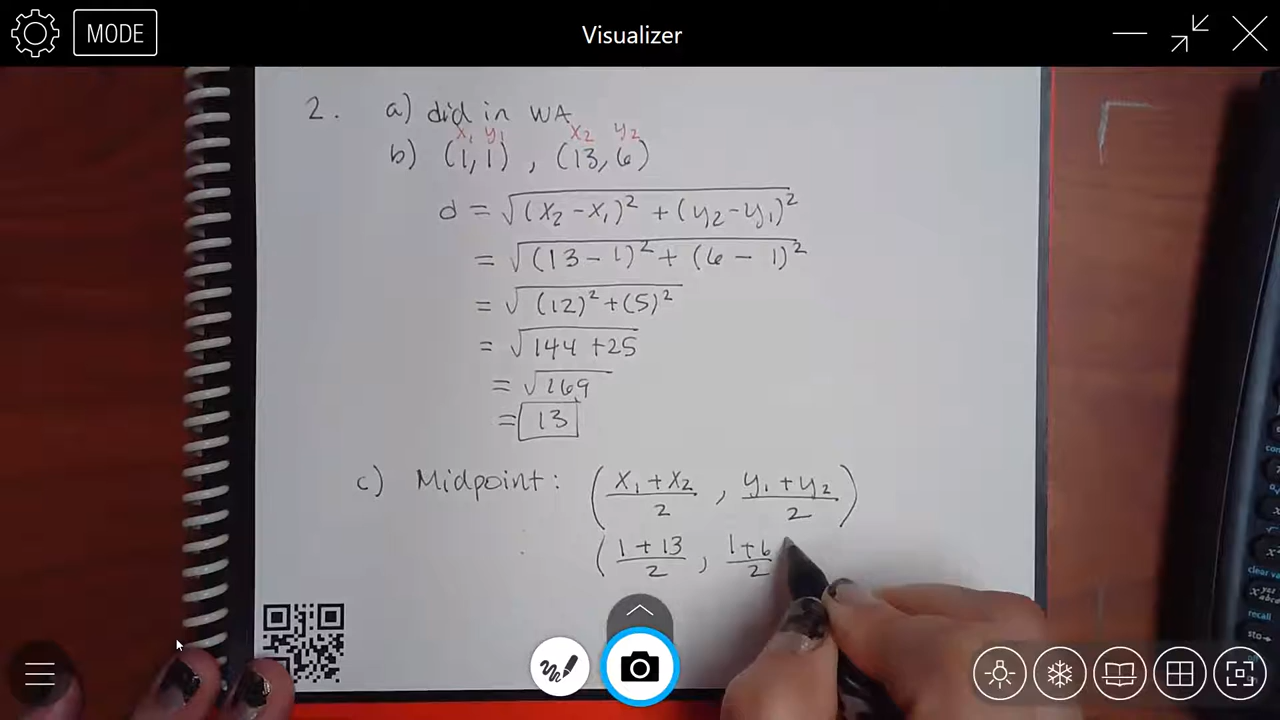 MODE
Visualizer
2. a) did in WA
x₁ y₁ x₂ y₂
b) (1,1) , (13,6)
d = √(x₂-x₁)² + (y₂-y₁)²
= √(13-1)² + (6-1)²
= √(12)² + (5)²
= √144 + 25
= √169
= 13
c) Midpoint: (x₁+x₂/2 , y₁+y₂/2)
(1+13/2 , 1+6/2
recall
sto→